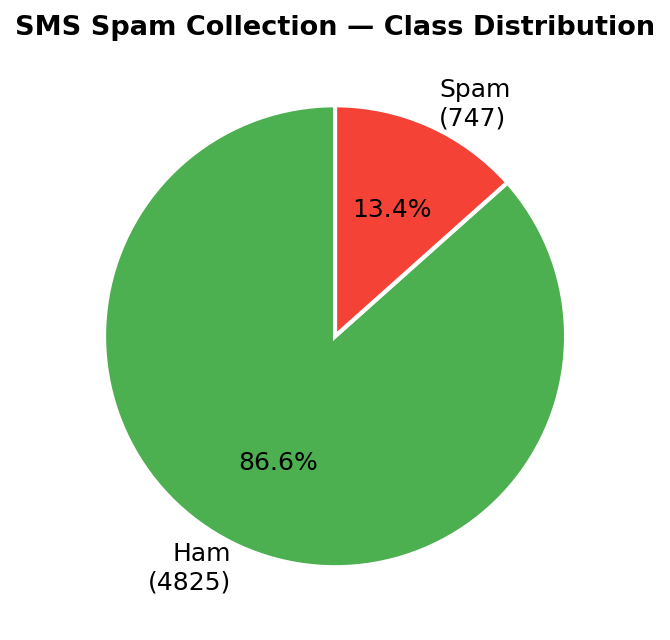 SMS Spam Collection — Class Distribution
Spam
(747)
13.4%
86.6%
Ham
(4825)